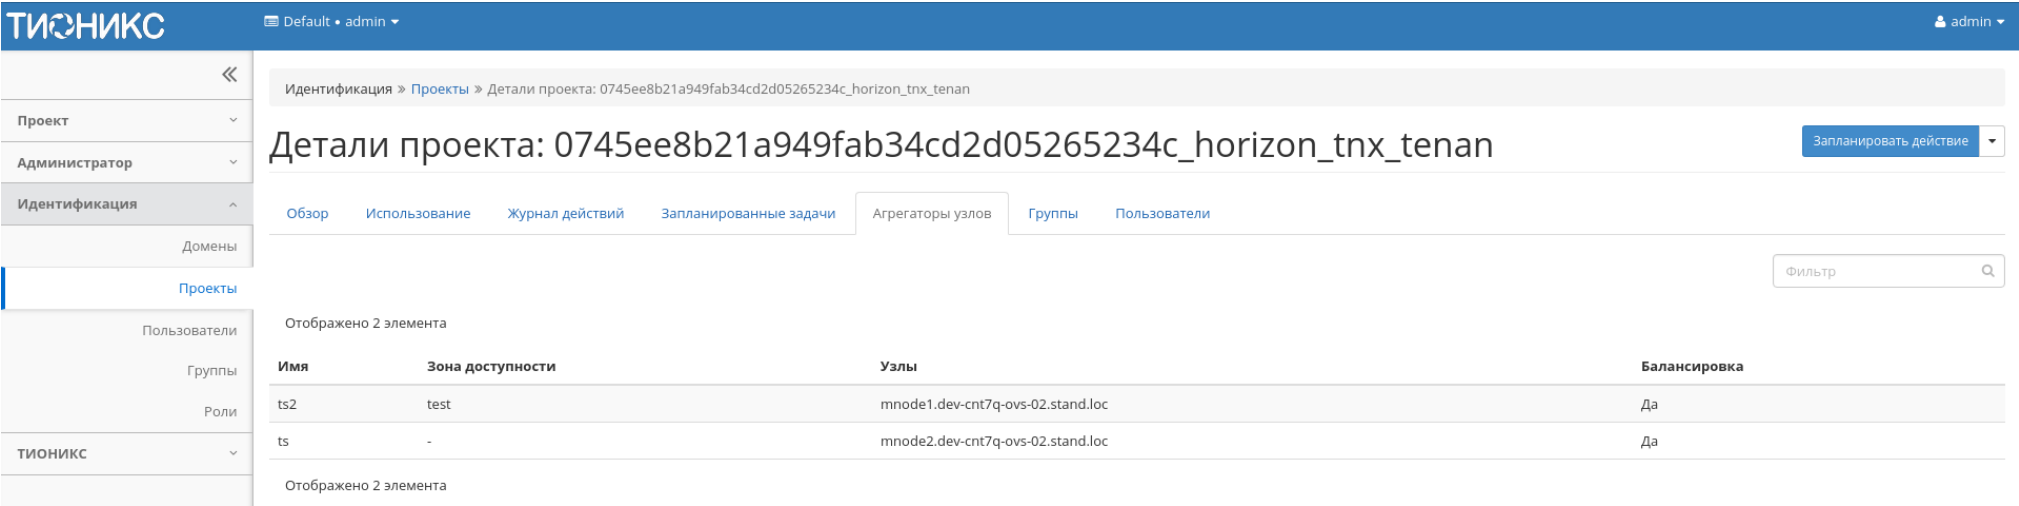 ТИОНИКС
Default • admin
admin
Проект
Администратор
Идентификация
Домены
Проекты
Пользователи
Группы
Роли
ТИОНИКС
Идентификация » Проекты » Детали проекта: 0745ee8b21a949fab34cd2d05265234c_horizon_tnx_tenan
Детали проекта: 0745ee8b21a949fab34cd2d05265234c_horizon_tnx_tenan
Запланировать действие
Обзор Использование Журнал действий Запланированные задачи Агрегаторы узлов Группы Пользователи
Фильтр
Отображено 2 элемента
Имя Зона доступности Узлы Балансировка
ts2 test mnode1.dev-cnt7q-ovs-02.stand.loc Да
ts - mnode2.dev-cnt7q-ovs-02.stand.loc Да
Отображено 2 элемента